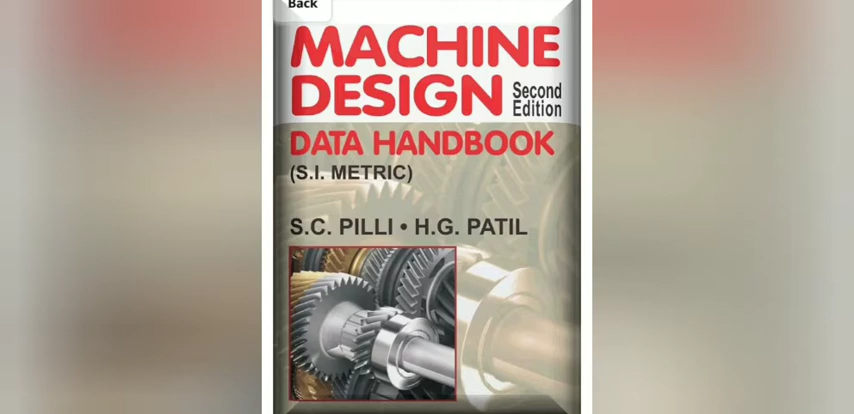 Back
MACHINE
DESIGN Second
Edition
DATA HANDBOOK
(S.I. METRIC)
S.C. PILLI • H.G. PATIL